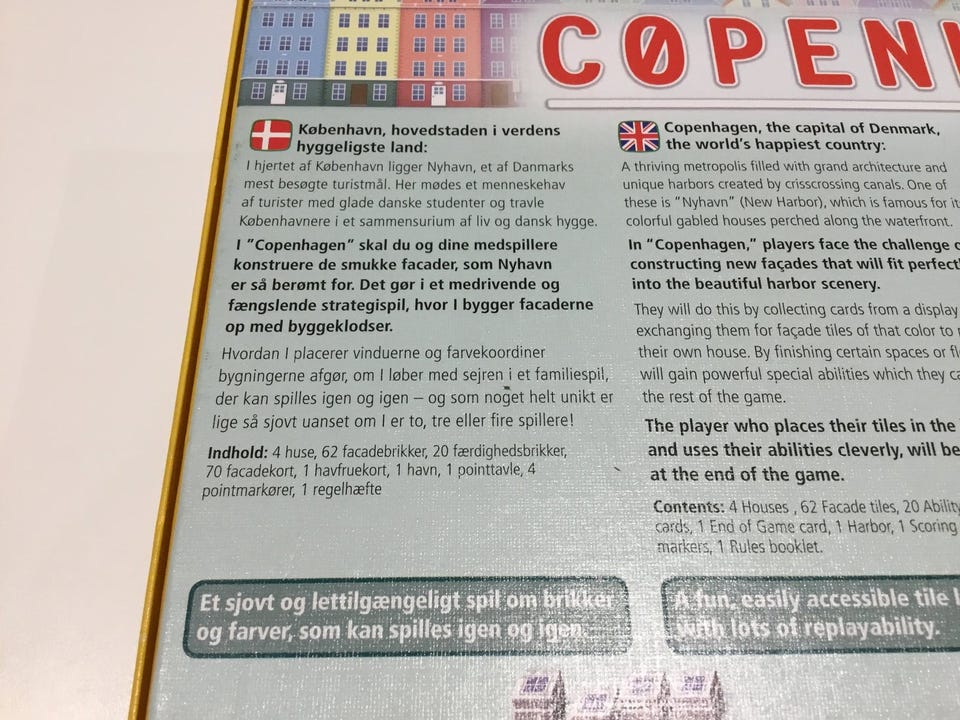 CØPEN
København, hovedstaden i verdens
hyggeligste land:
I hjertet af København ligger Nyhavn, et af Danmarks
mest besøgte turistmål. Her mødes et menneskehav
af turister med glade danske studenter og travle
Københavnere i et sammensurium af liv og dansk hygge.
I "Copenhagen" skal du og dine medspillere
konstruere de smukke facader, som Nyhavn
er så berømt for. Det gør i et medrivende og
fængslende strategispil, hvor I bygger facaderne
op med byggeklodser.
Hvordan I placerer vinduerne og farvekoordiner
bygningerne afgør, om I løber med sejren i et familiespil,
der kan spilles igen og igen – og som noget helt unikt er
lige så sjovt uanset om I er to, tre eller fire spillere!
Indhold: 4 huse, 62 facadebrikker, 20 færdighedsbrikker,
70 facadekort, 1 havfruekort, 1 havn, 1 pointtavle, 4
pointmarkører, 1 regelhæfte
Et sjovt og lettilgængeligt spil om brikker
og farver, som kan spilles igen og igen.
Copenhagen, the capital of Denmark,
the world's happiest country:
A thriving metropolis filled with grand architecture and
unique harbors created by crisscrossing canals. One of
these is "Nyhavn" (New Harbor), which is famous for it
colorful gabled houses perched along the waterfront.
In "Copenhagen," players face the challenge
constructing new façades that will fit perfect
into the beautiful harbor scenery.
They will do this by collecting cards from a display
exchanging them for façade tiles of that color to
their own house. By finishing certain spaces or fl
will gain powerful special abilities which they ca
the rest of the game.
The player who places their tiles in the
and uses their abilities cleverly, will be
at the end of the game.
Contents: 4 Houses , 62 Facade tiles, 20 Ability
cards, 1 End of Game card, 1 Harbor, 1 Scoring
markers, 1 Rules booklet.
A fun, easily accessible tile
with lots of replayability.